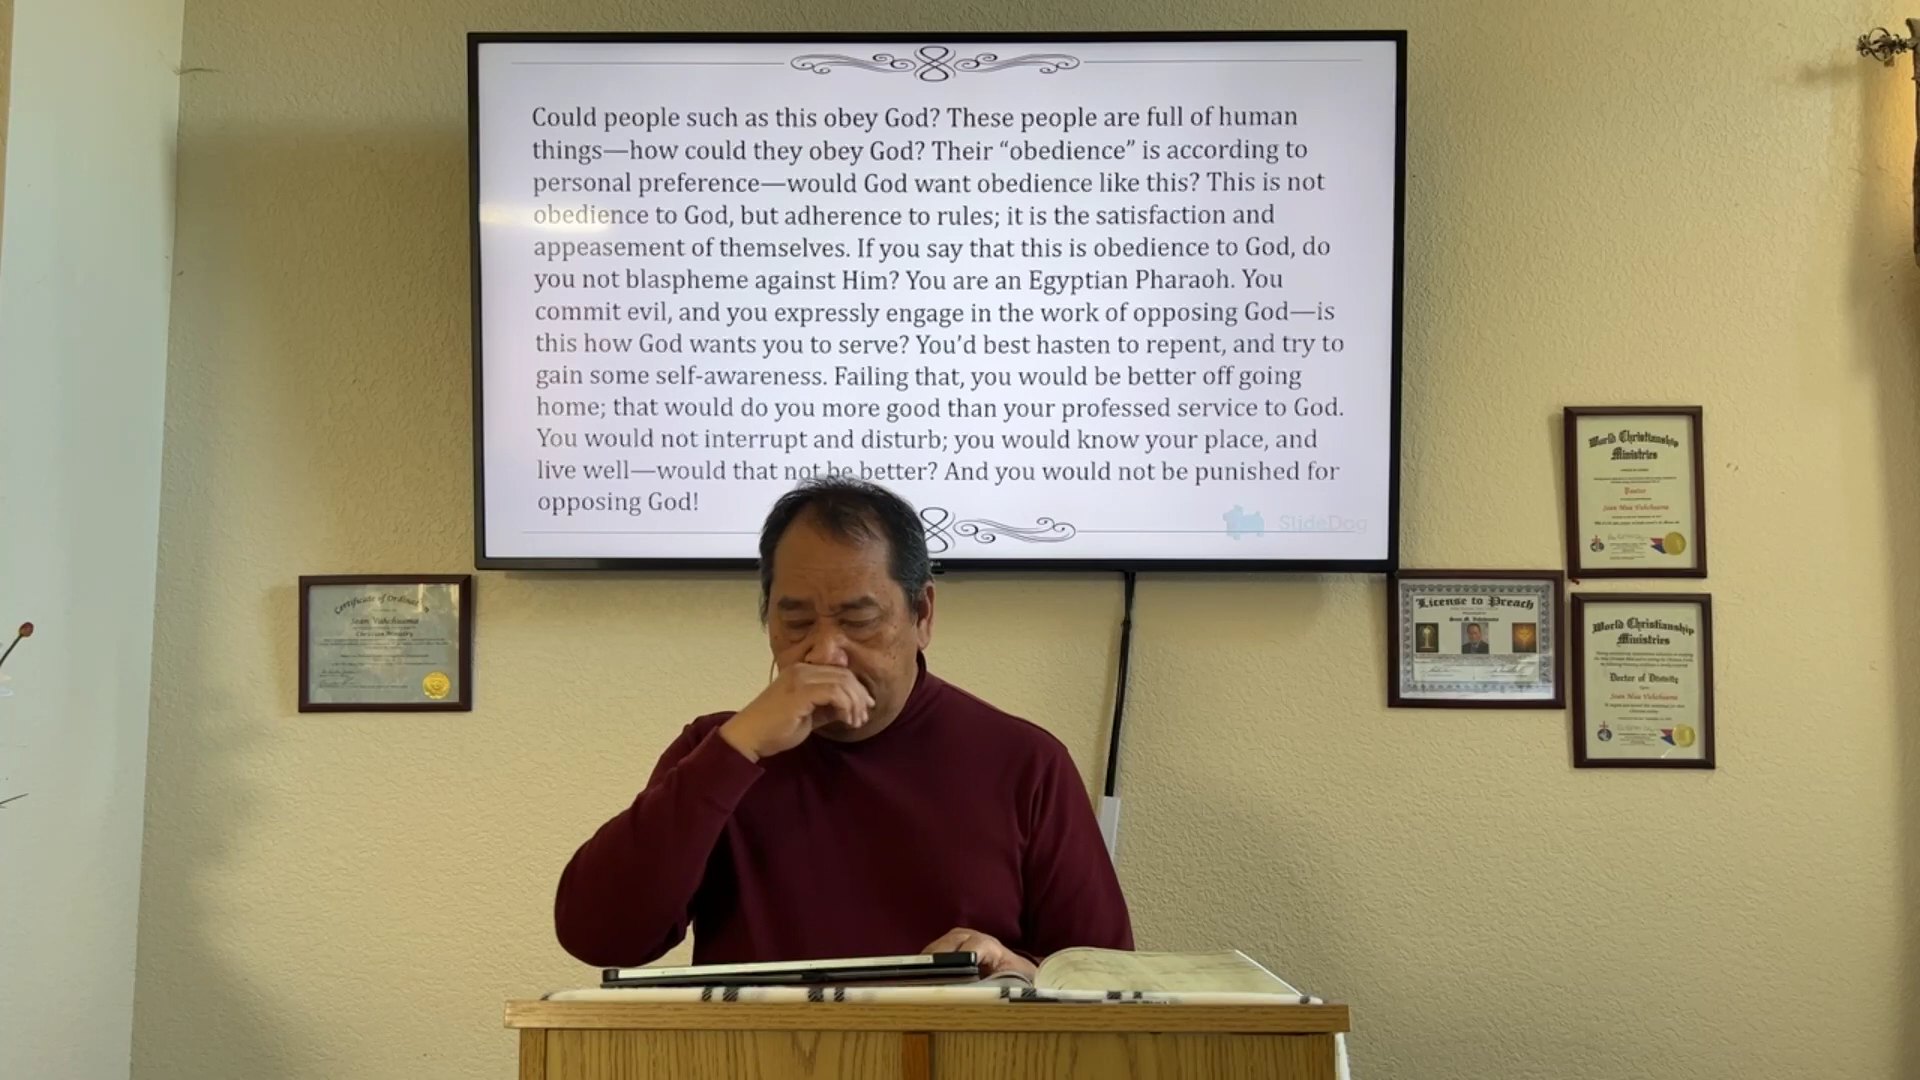 Could people such as this obey God? These people are full of human
things—how could they obey God? Their “obedience” is according to
personal preference—would God want obedience like this? This is not
obedience to God, but adherence to rules; it is the satisfaction and
appeasement of themselves. If you say that this is obedience to God, do
you not blaspheme against Him? You are an Egyptian Pharaoh. You
commit evil, and you expressly engage in the work of opposing God—is
this how God wants you to serve? You’d best hasten to repent, and try to
gain some self-awareness. Failing that, you would be better off going
home; that would do you more good than your professed service to God.
You would not interrupt and disturb; you would know your place, and
live well—would that not be better? And you would not be punished for
opposing God!
SlideDog
Certificate of
Christian Ministry
World Christianship
Ministries
Pastor
License to Preach
World Christianship
Ministries
Doctor of Divinity